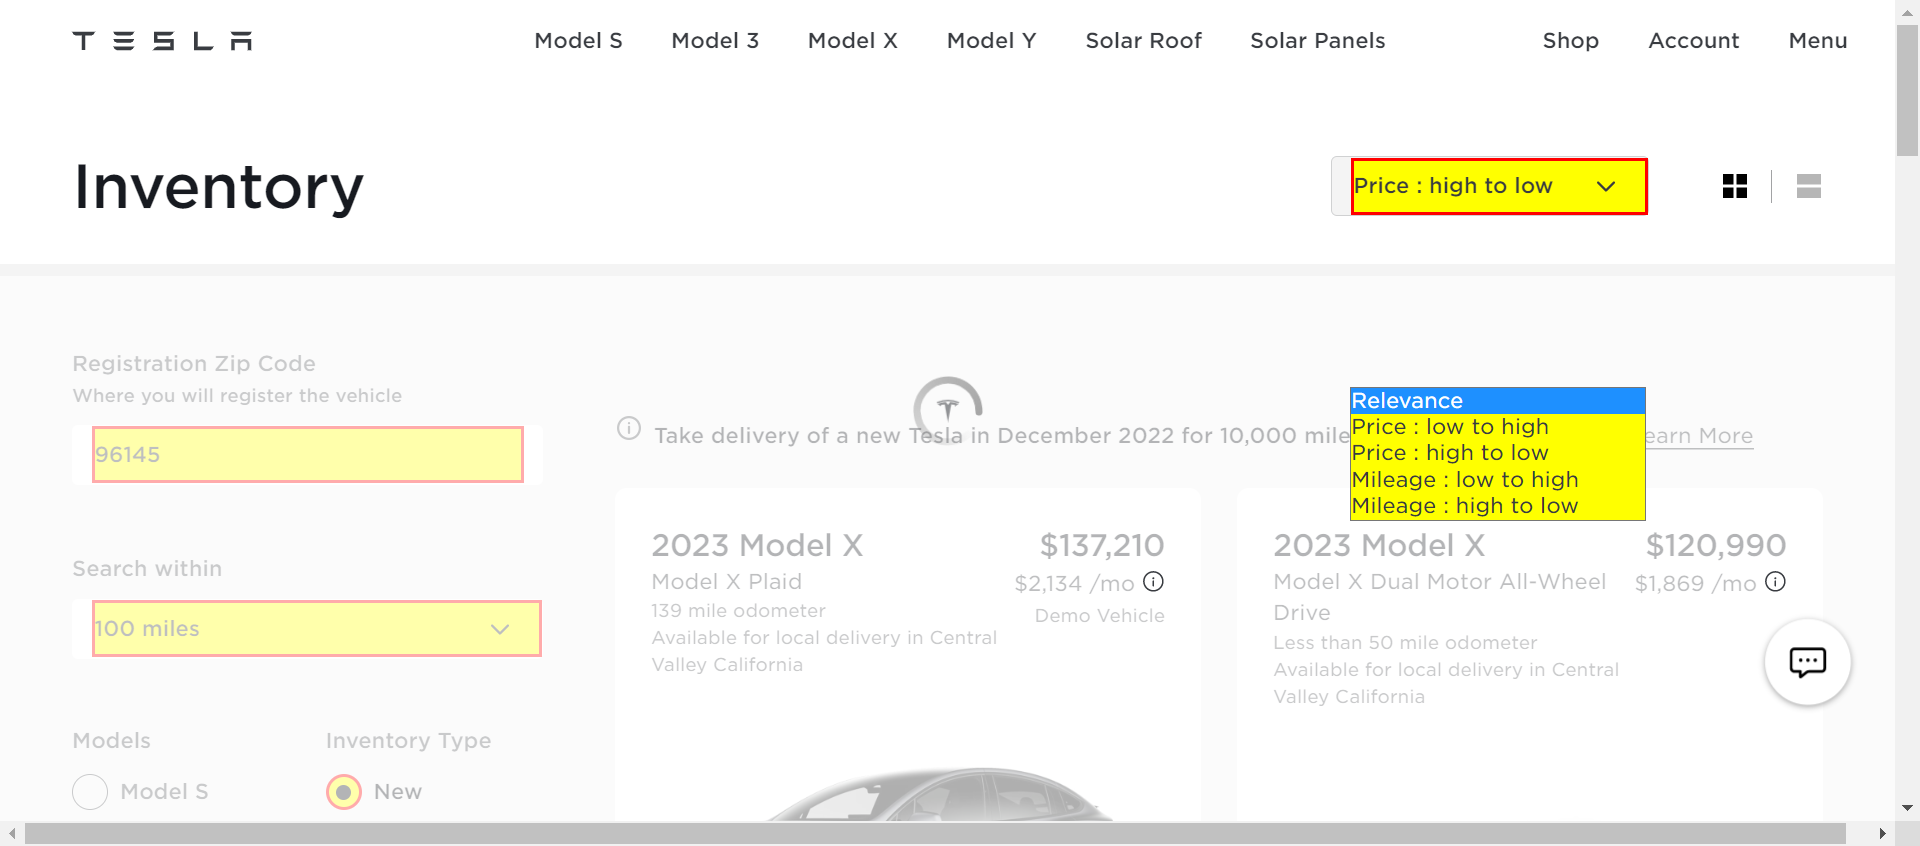 TESLA
Model S
Model 3
Model X
Model Y
Solar Roof
Solar Panels
Shop
Account
Menu
Inventory
Price : high to low
Registration Zip Code
Where you will register the vehicle
96145
Search within
100 miles
Models
Inventory Type
Model S
New
Take delivery of a new Tesla in December 2022 for 10,000 mile
earn More
Relevance
Price : low to high
Price : high to low
Mileage : low to high
Mileage : high to low
2023 Model X
$137,210
Model X Plaid
$2,134 /mo
139 mile odometer
Demo Vehicle
Available for local delivery in Central
Valley California
2023 Model X
$120,990
Model X Dual Motor All-Wheel
$1,869 /mo
Drive
Less than 50 mile odometer
Available for local delivery in Central
Valley California